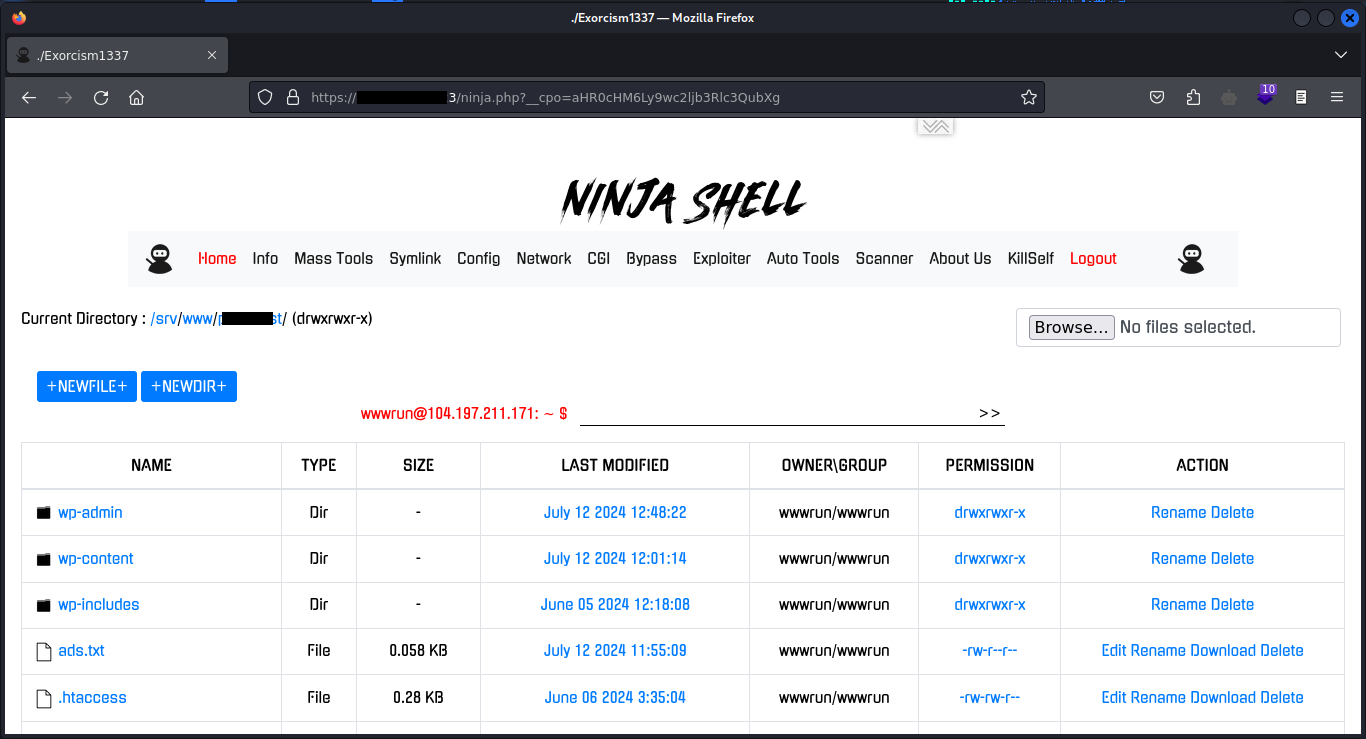 ./Exorcism1337 — Mozilla Firefox
./Exorcism1337
10
https:// 3/ninja.php?__cpo=aHR0cHM6Ly9wc2ljb3Rlc3QubXg
NINJA SHELL
Home Info Mass Tools Symlink Config Network CGI Bypass Exploiter Auto Tools Scanner About Us KillSelf Logout
Current Directory : /srv/www/p st/ (drwxrwxr-x)
Browse... No files selected.
+NEWFILE+ +NEWDIR+
wwwrun@104.197.211.171: ~ $ >>
NAME TYPE SIZE LAST MODIFIED OWNER\GROUP PERMISSION ACTION
wp-admin Dir - July 12 2024 12:48:22 wwwrun/wwwrun drwxrwxr-x Rename Delete
wp-content Dir - July 12 2024 12:01:14 wwwrun/wwwrun drwxrwxr-x Rename Delete
wp-includes Dir - June 05 2024 12:18:08 wwwrun/wwwrun drwxrwxr-x Rename Delete
ads.txt File 0.058 KB July 12 2024 11:55:09 wwwrun/wwwrun -rw-r--r-- Edit Rename Download Delete
.htaccess File 0.28 KB June 06 2024 3:35:04 wwwrun/wwwrun -rw-rw-r-- Edit Rename Download Delete